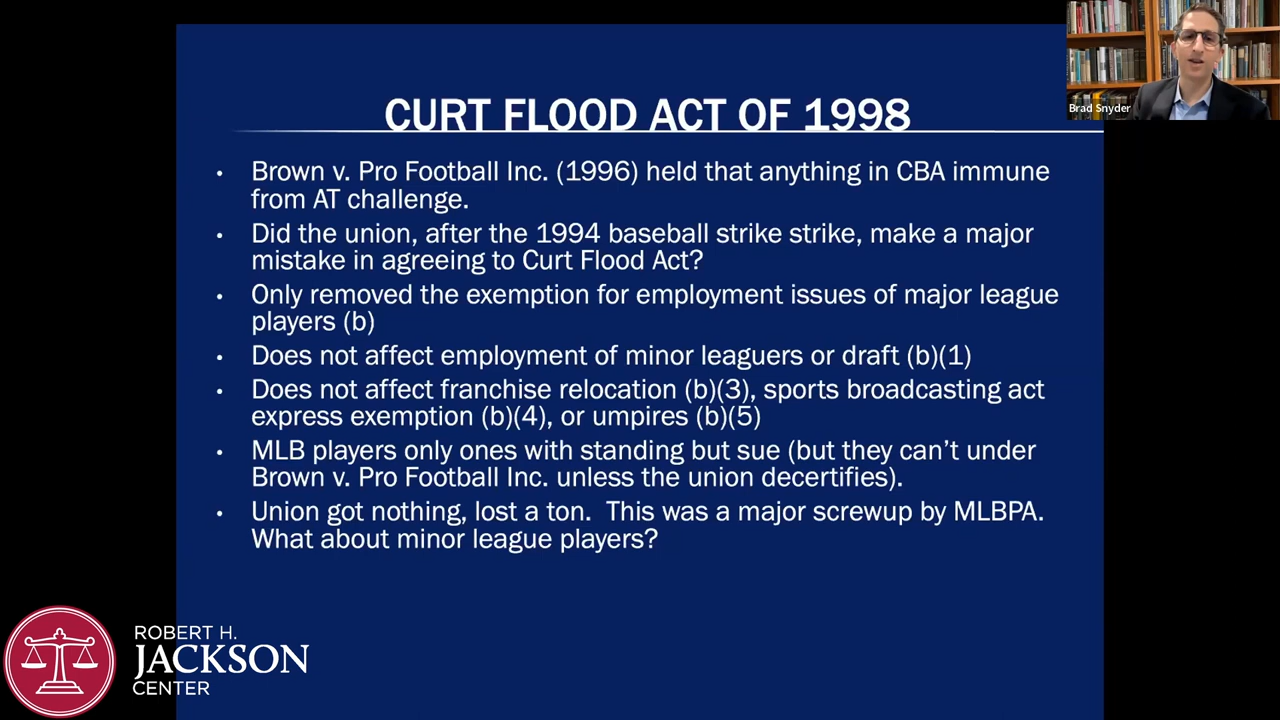 Brad Snyder
CURT FLOOD ACT OF 1998
• Brown v. Pro Football Inc. (1996) held that anything in CBA immune
from AT challenge.
• Did the union, after the 1994 baseball strike strike, make a major
mistake in agreeing to Curt Flood Act?
• Only removed the exemption for employment issues of major league
players (b)
• Does not affect employment of minor leaguers or draft (b)(1)
• Does not affect franchise relocation (b)(3), sports broadcasting act
express exemption (b)(4), or umpires (b)(5)
• MLB players only ones with standing but sue (but they can’t under
Brown v. Pro Football Inc. unless the union decertifies).
• Union got nothing, lost a ton.  This was a major screwup by MLBPA.
What about minor league players?
ROBERT H.
JACKSON
CENTER